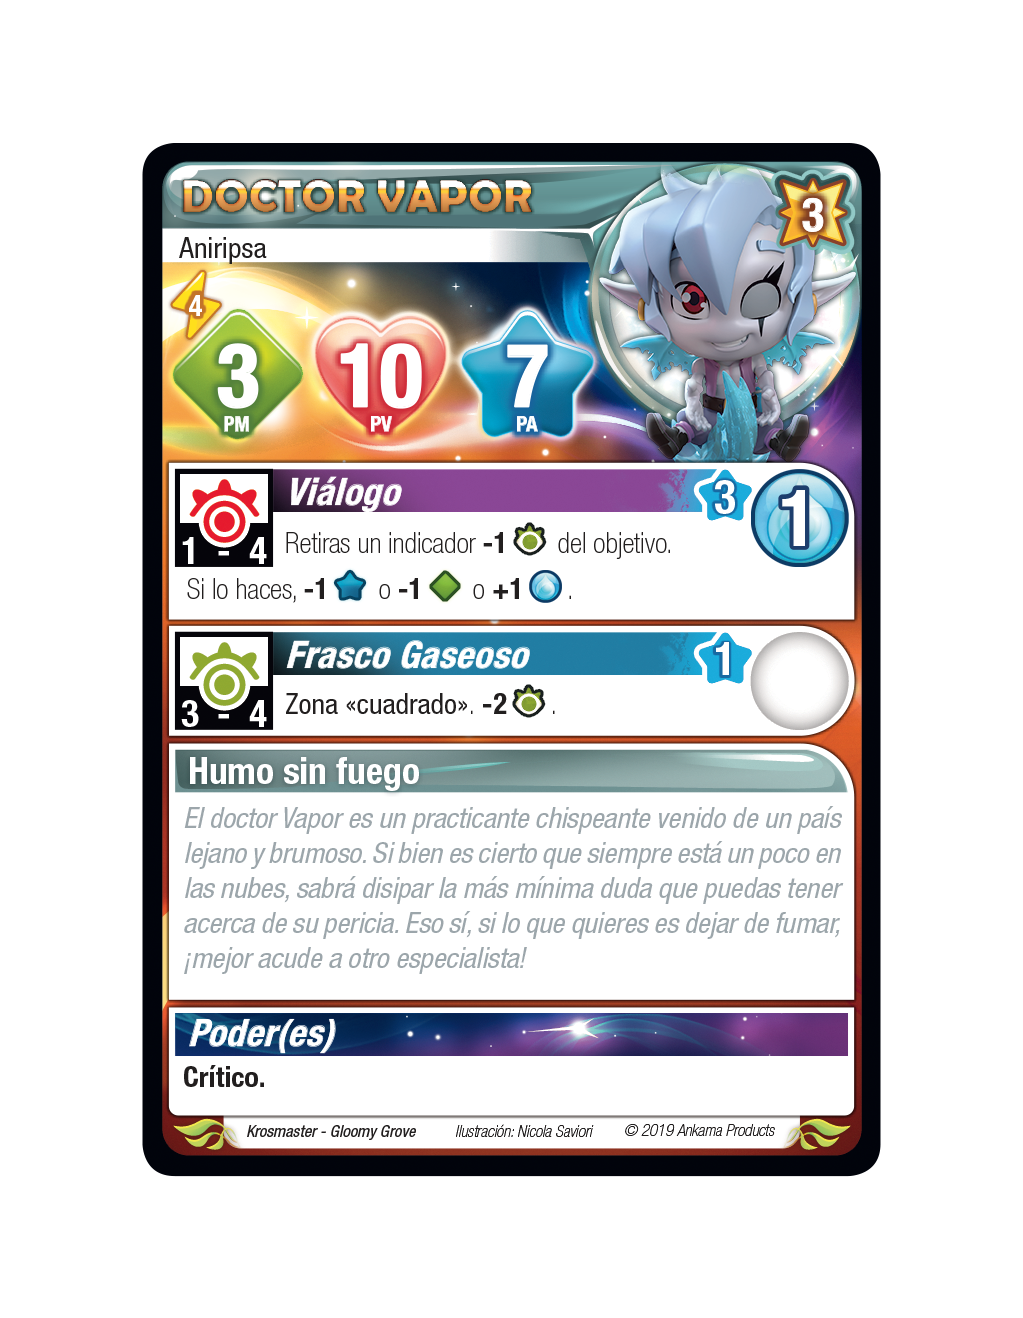 DOCTOR VAPOR
3
Aniripsa
4
3
PM
10
PV
7
PA
Viálogo
3
1
1 - 4
Retiras un indicador -1 del objetivo.
Si lo haces, -1 o -1 o +1 .
Frasco Gaseoso
1
3 - 4
Zona «cuadrado». -2 .
Humo sin fuego
El doctor Vapor es un practicante chispeante venido de un país
lejano y brumoso. Si bien es cierto que siempre está un poco en
las nubes, sabrá disipar la más mínima duda que puedas tener
acerca de su pericia. Eso sí, si lo que quieres es dejar de fumar,
¡mejor acude a otro especialista!
Poder(es)
Crítico.
Krosmaster - Gloomy Grove Ilustración: Nicola Saviori © 2019 Ankama Products